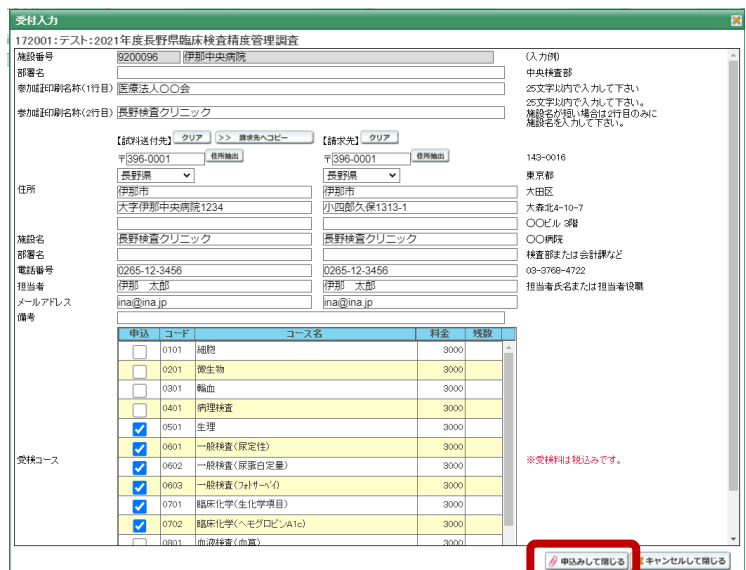 受付入力
172001:テスト:2021年度長野県臨床検査精度管理調査
施設番号 9200096 伊那中央病院 (入力例)
部署名 中央検査部
参加証印刷名称(1行目) 医療法人〇〇会 25文字以内で入力して下さい
参加証印刷名称(2行目) 長野検査クリニック 25文字以内で入力して下さい。
施設名が短い場合は2行目のみに
施設名を入力して下さい。
【試料送付先】 クリア >> 請求先へコピー 【請求先】 クリア
〒396-0001 住所抽出 〒396-0001 住所抽出 143-0016
長野県 長野県 東京都
住所 伊那市 伊那市 大田区
大字伊那中央病院1234 小四郎久保1313-1 大森北4-10-7
〇〇ビル 3階
施設名 長野検査クリニック 長野検査クリニック 〇〇病院
部署名 検査部または会計課など
電話番号 0265-12-3456 0265-12-3456 03-3768-4722
担当者 伊那 太郎 伊那 太郎 担当者氏名または担当者役職
メールアドレス ina@ina.jp ina@ina.jp
備考
申込 コード コース名 料金 残数
0101 細胞 3000
0201 微生物 3000
0301 輸血 3000
0401 病理検査 3000
0501 生理 3000
0601 一般検査(尿定性) 3000
受検コース 0602 一般検査(尿蛋白定量) 3000 ※受検料は税込みです。
0603 一般検査(フォトサーベイ) 3000
0701 臨床化学(生化学項目) 3000
0702 臨床化学(ヘモグロビンA1c) 3000
0801 血液検査(血算) 3000
申込みして閉じる キャンセルして閉じる